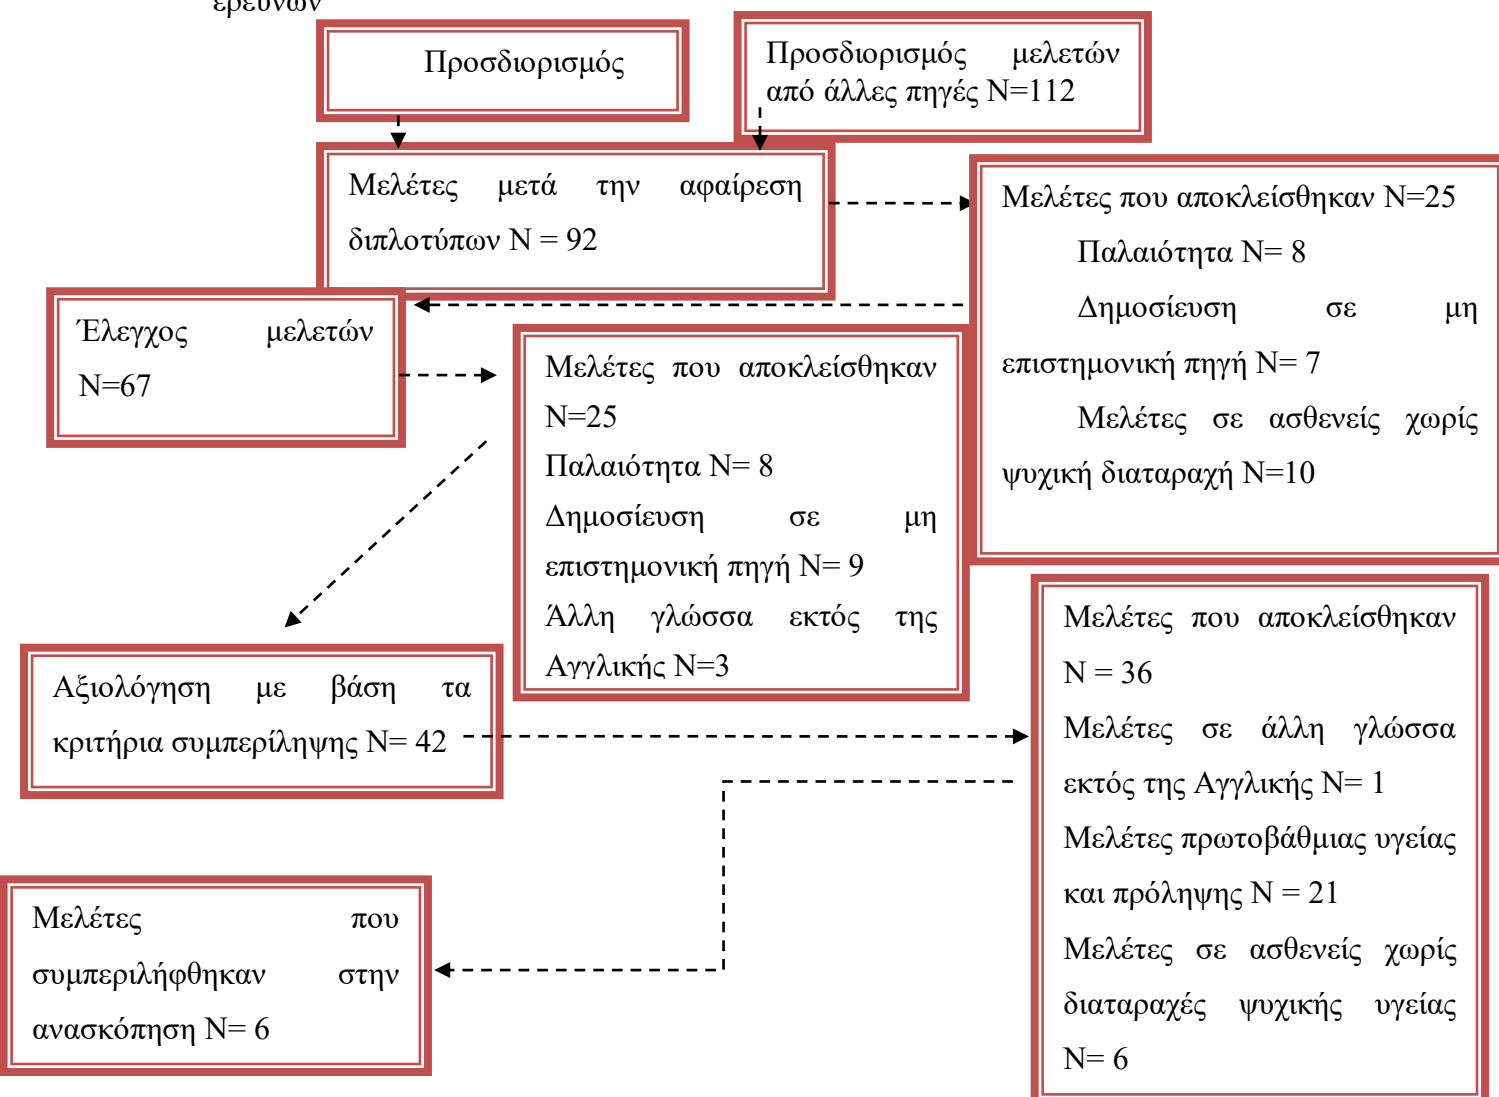 ερευνών
Προσδιορισμός
Προσδιορισμός μελετών
από άλλες πηγές N=112
Μελέτες μετά την αφαίρεση
διπλοτύπων N = 92
Μελέτες που αποκλείσθηκαν N=25
Παλαιότητα N= 8
Δημοσίευση σε μη
επιστημονική πηγή N= 7
Μελέτες σε ασθενείς χωρίς
ψυχική διαταραχή N=10
Έλεγχος μελετών
N=67
Μελέτες που αποκλείσθηκαν
N=25
Παλαιότητα N= 8
Δημοσίευση σε μη
επιστημονική πηγή N= 9
Άλλη γλώσσα εκτός της
Αγγλικής N=3
Αξιολόγηση με βάση τα
κριτήρια συμπερίληψης N= 42
Μελέτες που αποκλείσθηκαν
N = 36
Μελέτες σε άλλη γλώσσα
εκτός της Αγγλικής N= 1
Μελέτες πρωτοβάθμιας υγείας
και πρόληψης N = 21
Μελέτες σε ασθενείς χωρίς
διαταραχές ψυχικής υγείας
N= 6
Μελέτες που
συμπεριλήφθηκαν στην
ανασκόπηση N= 6